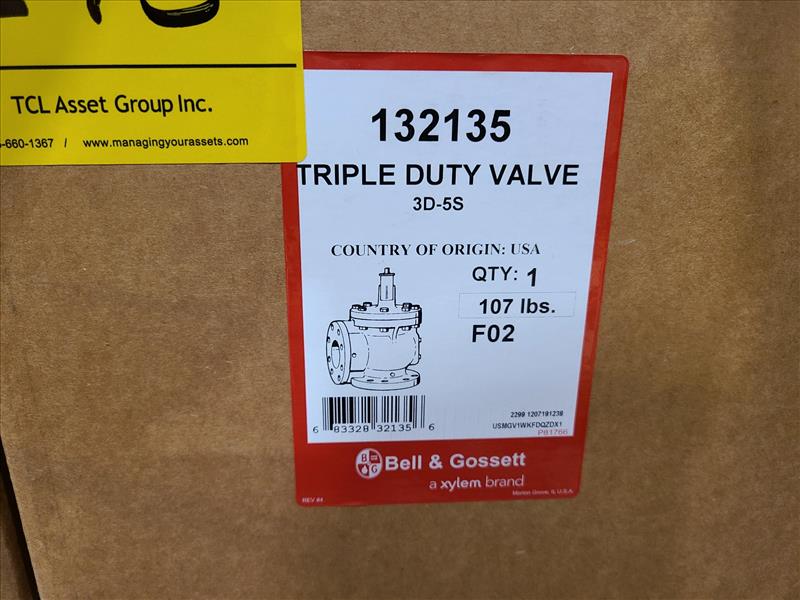 TCL Asset Group Inc.
-660-1367 / www.managingyourassets.com
132135
TRIPLE DUTY VALVE
3D-5S
COUNTRY OF ORIGIN: USA
QTY: 1
107 lbs.
F02
6 83328 32135 6
2299 1207191238
USMGV1WKFDQZDX1
P81766
B G
Bell & Gossett
a xylem brand
REV #4
Morton Grove, IL U.S.A.